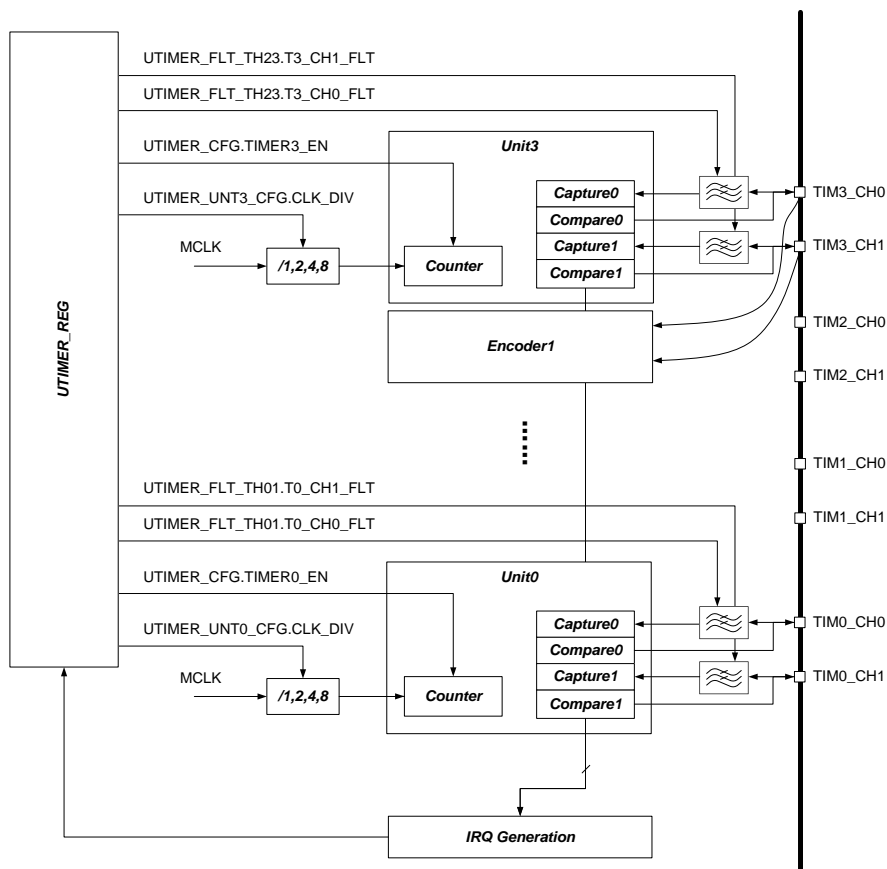 UTIMER_FLT_TH23.T3_CH1_FLT
UTIMER_FLT_TH23.T3_CH0_FLT
UTIMER_CFG.TIMER3_EN
Unit3
UTIMER_UNT3_CFG.CLK_DIV
Capture0
TIM3_CH0
Compare0
MCLK
Capture1
TIM3_CH1
/1,2,4,8
Counter
Compare1
UTIMER_REG
TIM2_CH0
Encoder1
TIM2_CH1
TIM1_CH0
UTIMER_FLT_TH01.T0_CH1_FLT
UTIMER_FLT_TH01.T0_CH0_FLT
TIM1_CH1
UTIMER_CFG.TIMER0_EN
Unit0
UTIMER_UNT0_CFG.CLK_DIV
Capture0
TIM0_CH0
Compare0
MCLK
Capture1
TIM0_CH1
/1,2,4,8
Counter
Compare1
IRQ Generation